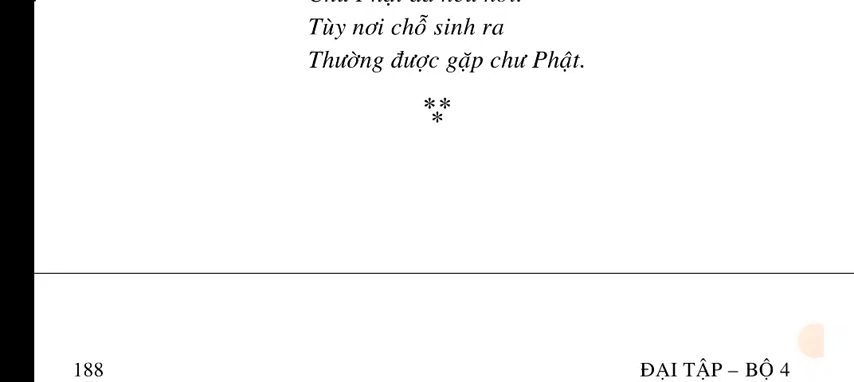 Tùy nơi chỗ sinh ra
Thường được gặp chư Phật.
**
*
188
ĐẠI TẬP – BỘ 4